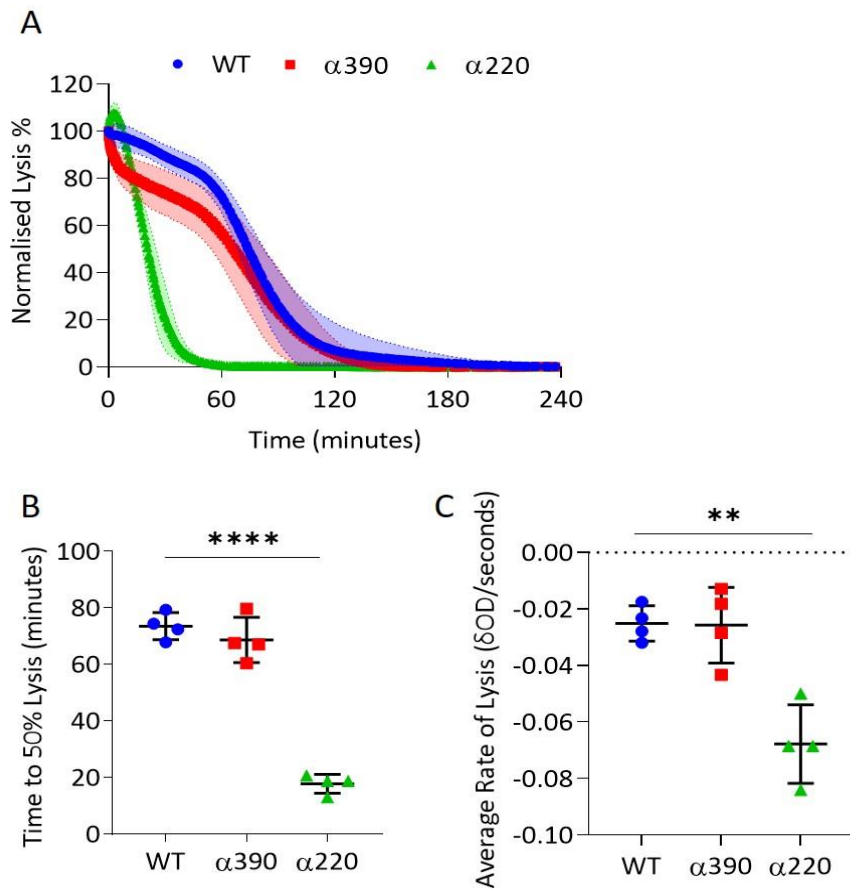 A
WT α390 α220
120
100
80
60
40
20
0
Normalised Lysis %
0 60 120 180 240
Time (minutes)
B
****
100
80
60
40
20
0
Time to 50% Lysis (minutes)
WT α390 α220
C
**
0.00
-0.02
-0.04
-0.06
-0.08
-0.10
Average Rate of Lysis (δOD/seconds)
WT α390 α220